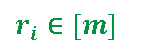 r_i ∈ [m]